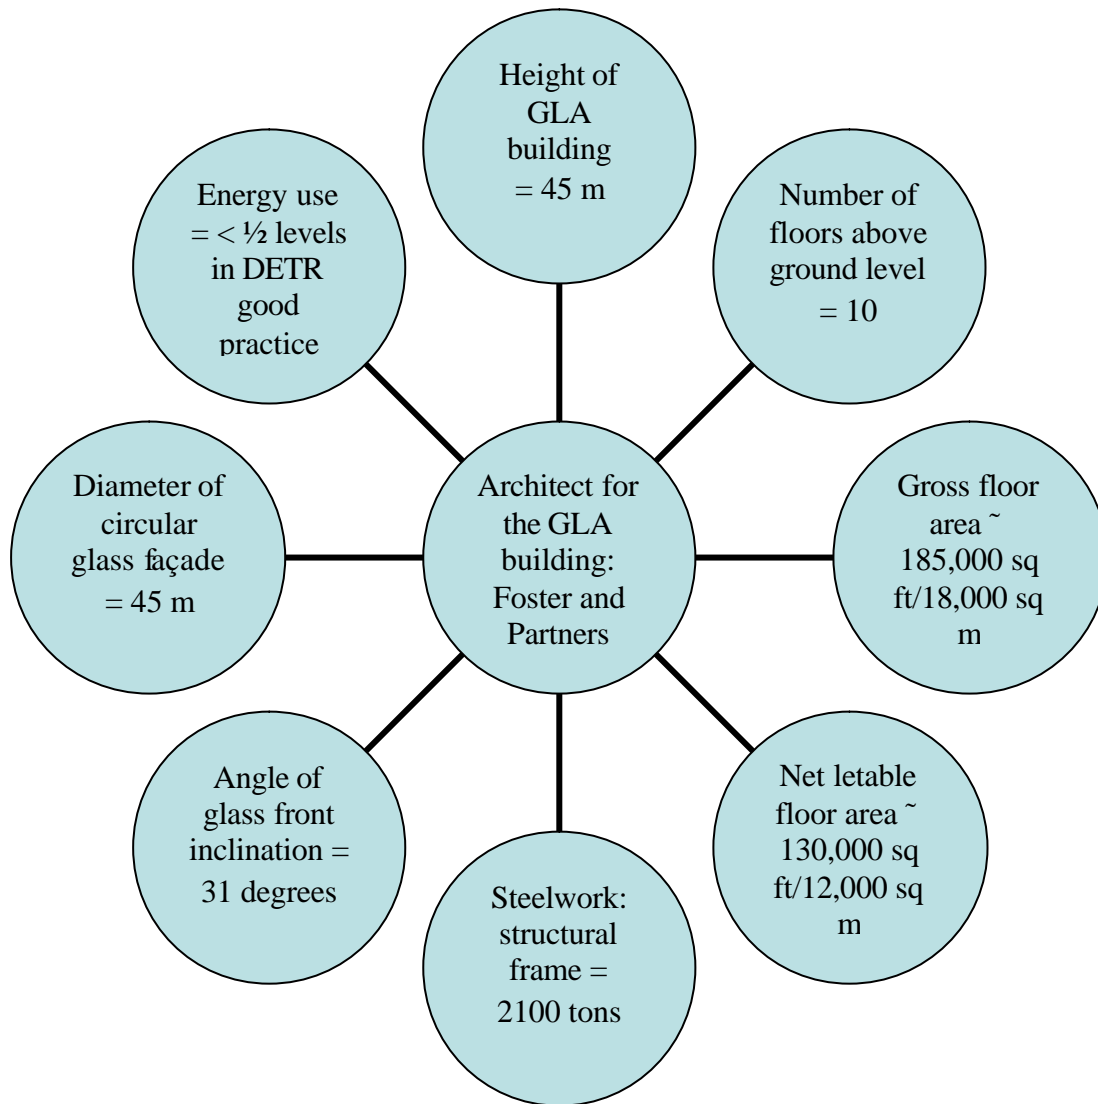 Height of
GLA
building
= 45 m
Number of
floors above
ground level
= 10
Gross floor
area ˜
185,000 sq
ft/18,000 sq
m
Net letable
floor area ˜
130,000 sq
ft/12,000 sq
m
Steelwork:
structural
frame =
2100 tons
Angle of
glass front
inclination =
31 degrees
Diameter of
circular
glass façade
= 45 m
Energy use
= < ½ levels
in DETR
good
practice
Architect for
the GLA
building:
Foster and
Partners